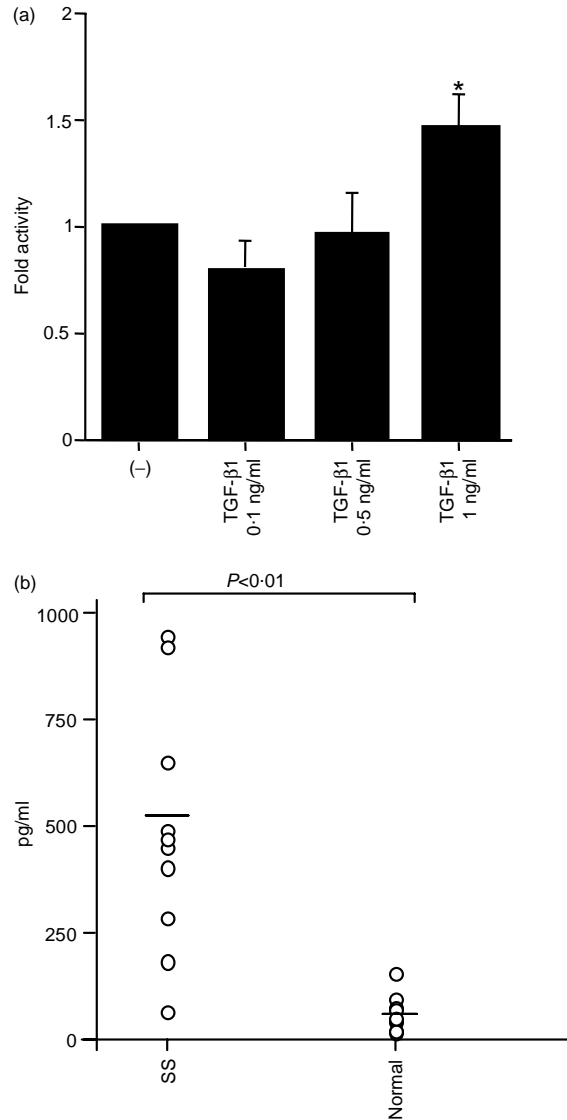 (a)
2
1.5
1
0.5
0
Fold activity
*
(–)
TGF-β1
0·1 ng/ml
TGF-β1
0·5 ng/ml
TGF-β1
1 ng/ml
(b)
P<0·01
1000
750
500
250
0
pg/ml
SS
Normal